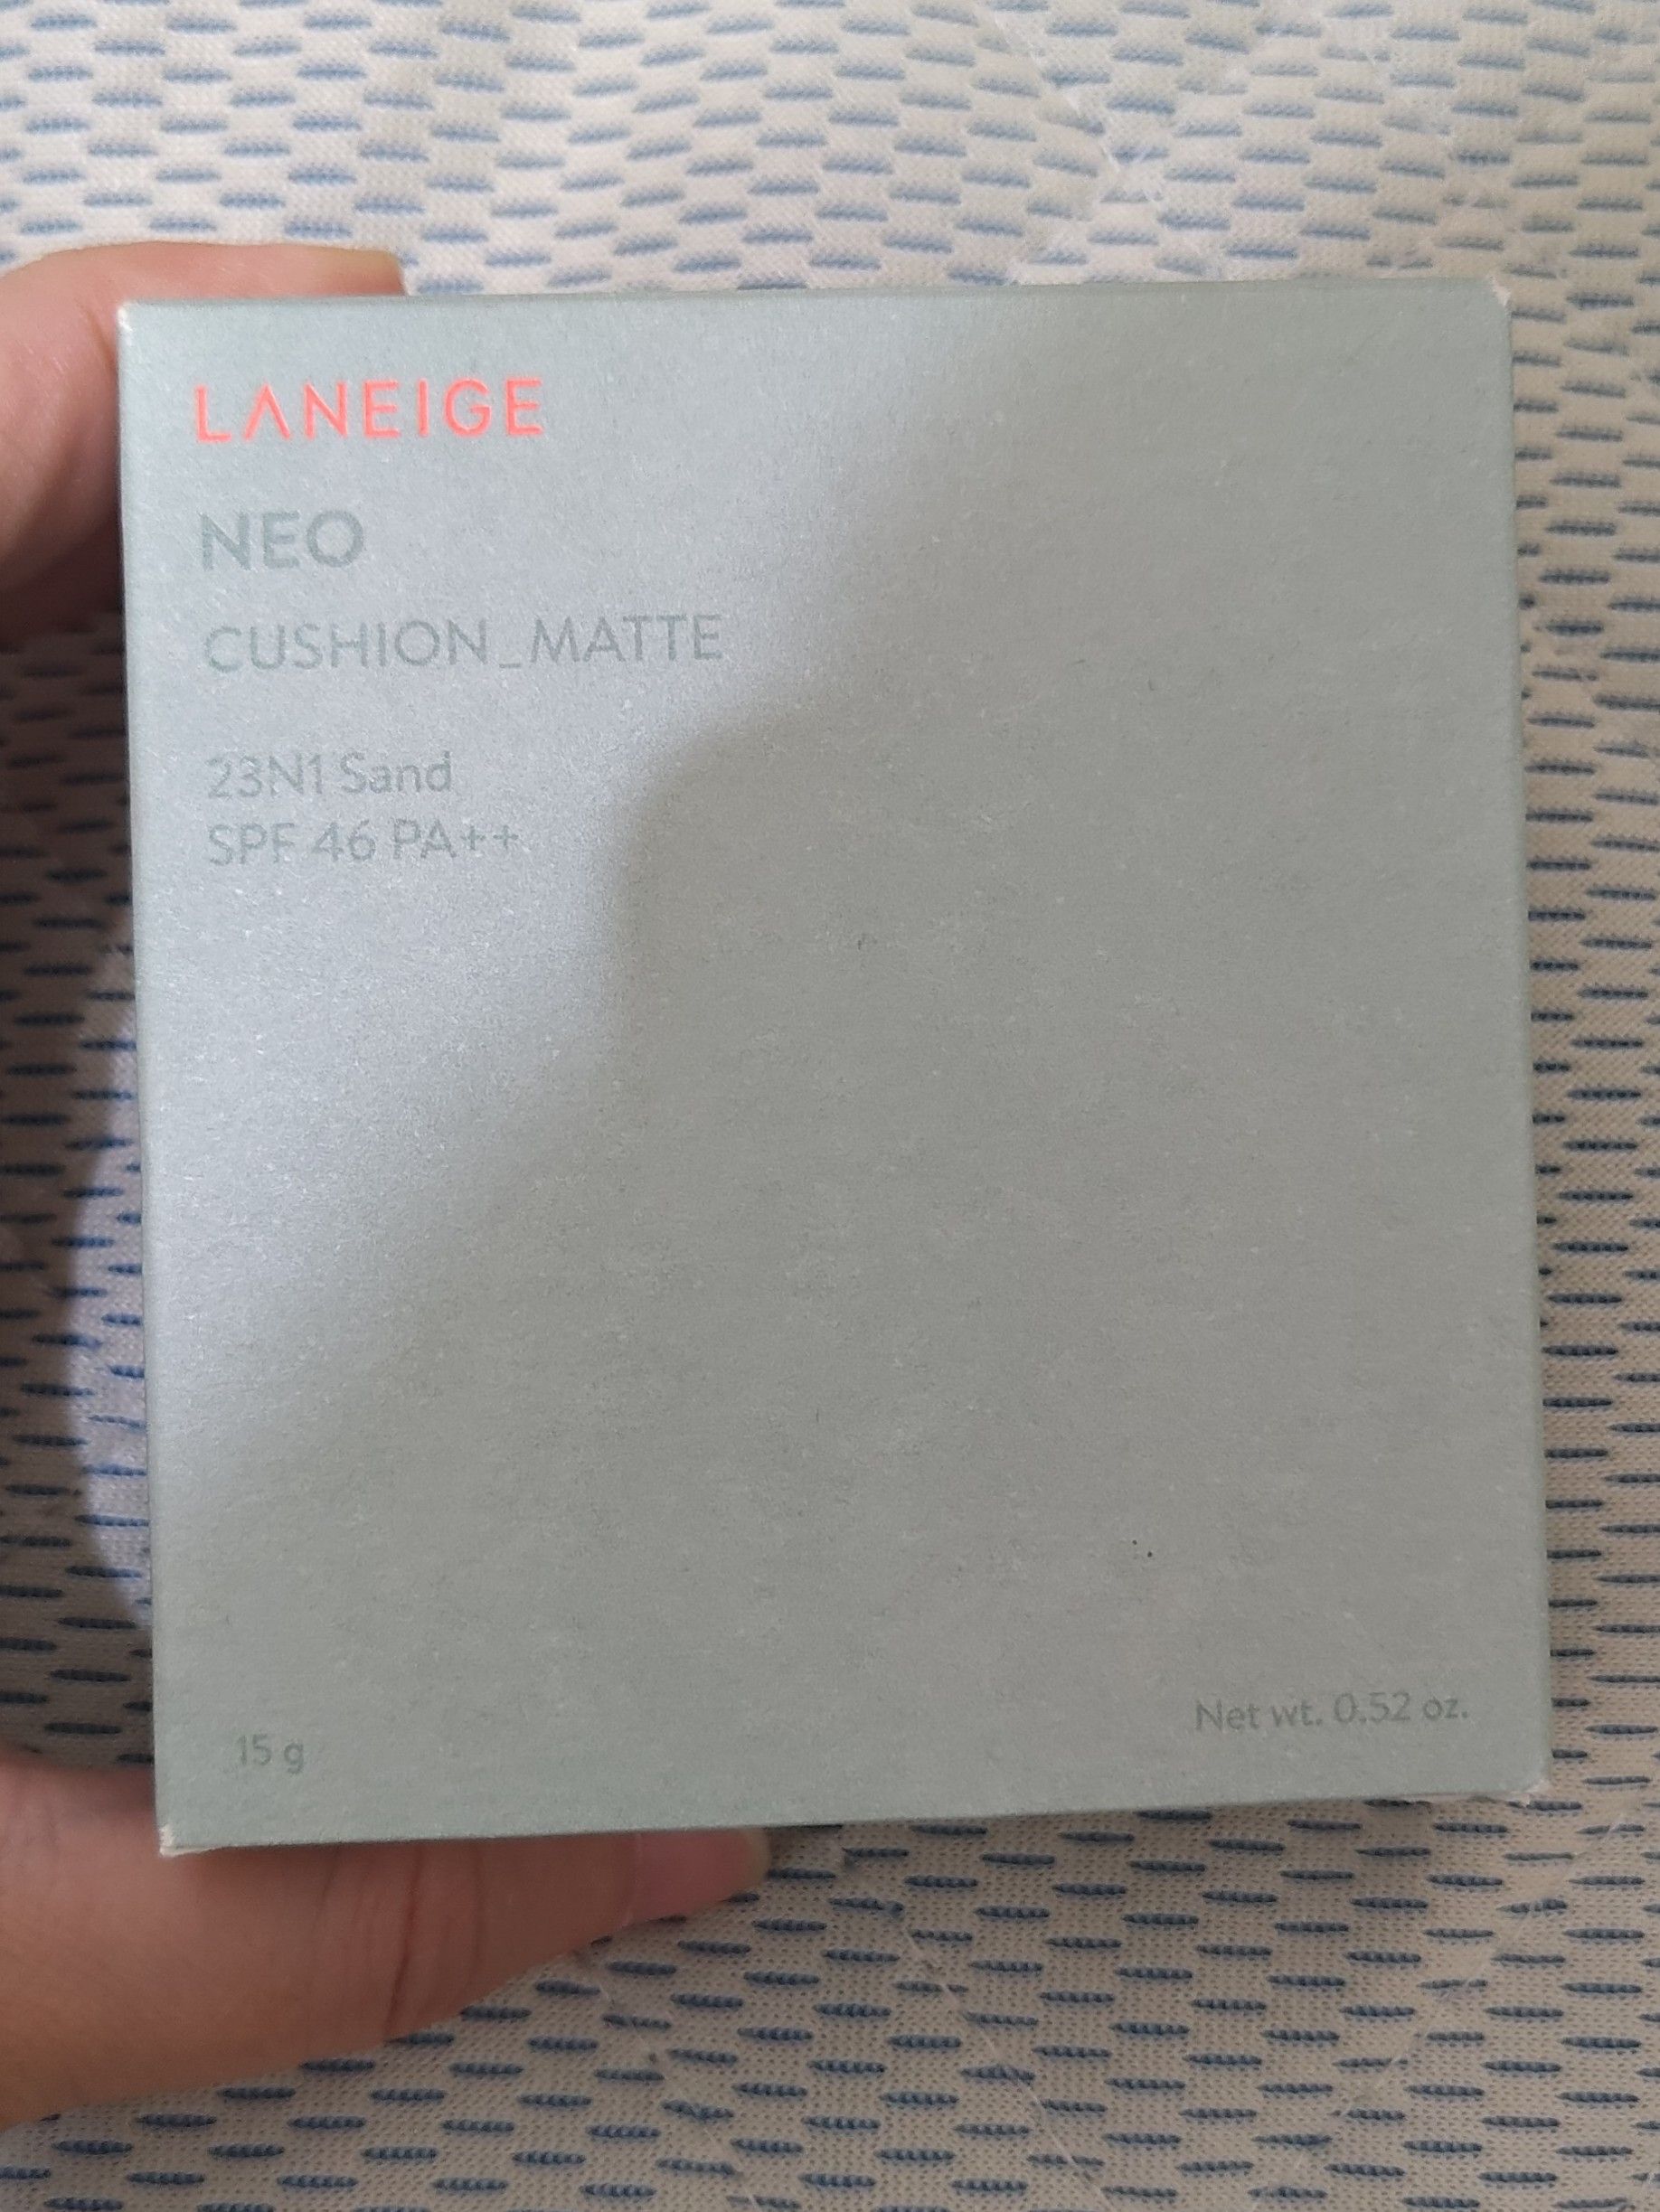 LANEIGE
NEO
CUSHION_MATTE
23N1 Sand
SPF 46 PA++
15 g
Net wt. 0.52 oz.